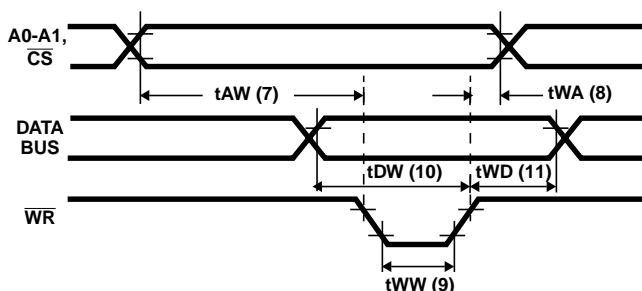 A0-A1,
CS
tAW (7)
tWA (8)
DATA
BUS
tDW (10)
tWD (11)
WR
tWW (9)